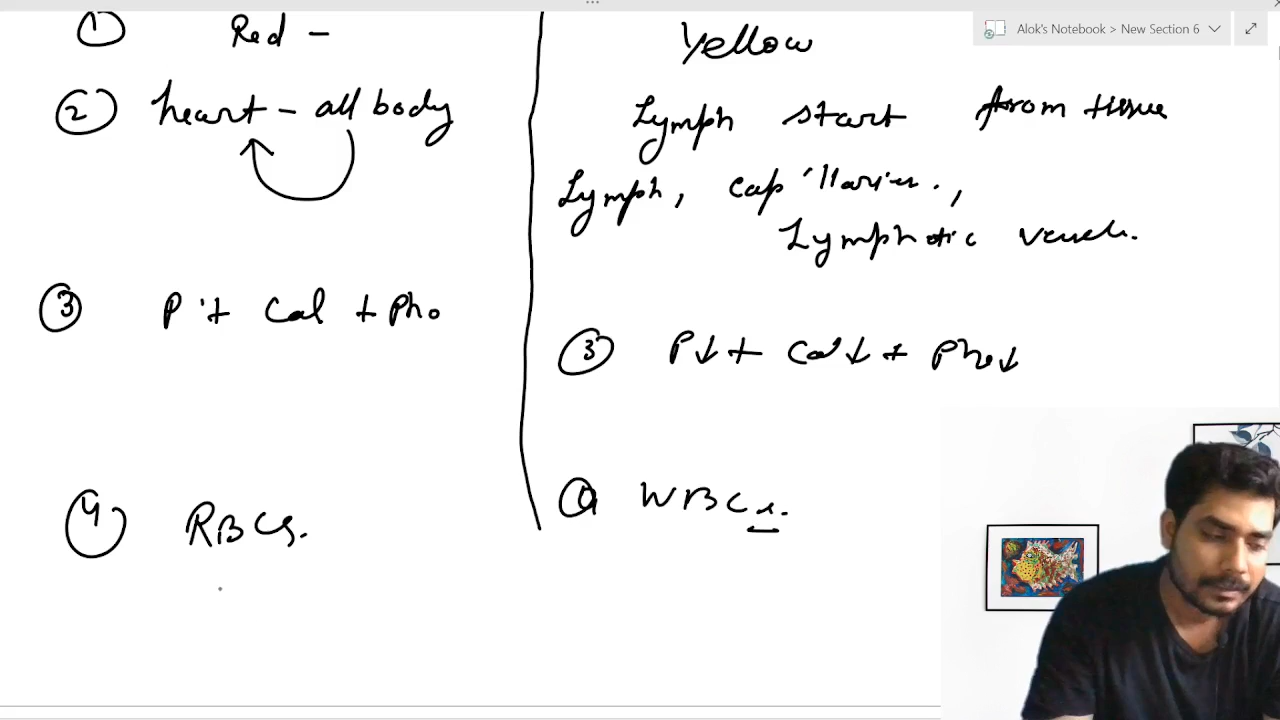 Alok's Notebook > New Section 6
① Red -
② heart - all body
③ P + Cal + Pho
④ RBCs.
Yellow
Lymph start from tissue
Lymph, capillaries,
Lymphatic vessels.
③ P↓ + Cal↓ + Pho↓
④ WBCs.